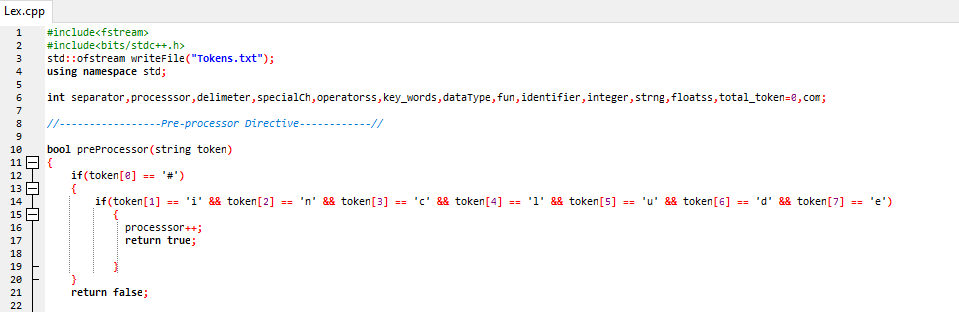 Lex.cpp
1 #include<fstream>
2 #include<bits/stdc++.h>
3 std::ofstream writeFile("Tokens.txt");
4 using namespace std;
5
6 int separator,processsor,delimeter,specialCh,operatorss,key_words,dataType,fun,identifier,integer,strng,floatss,total_token=0,com;
7
8 //-----------------Pre-processor Directive------------//
9
10 bool preProcessor(string token)
11 {
12 if(token[0] == '#')
13 {
14 if(token[1] == 'i' && token[2] == 'n' && token[3] == 'c' && token[4] == 'l' && token[5] == 'u' && token[6] == 'd' && token[7] == 'e')
15 {
16 processsor++;
17 return true;
18
19 }
20 }
21 return false;
22